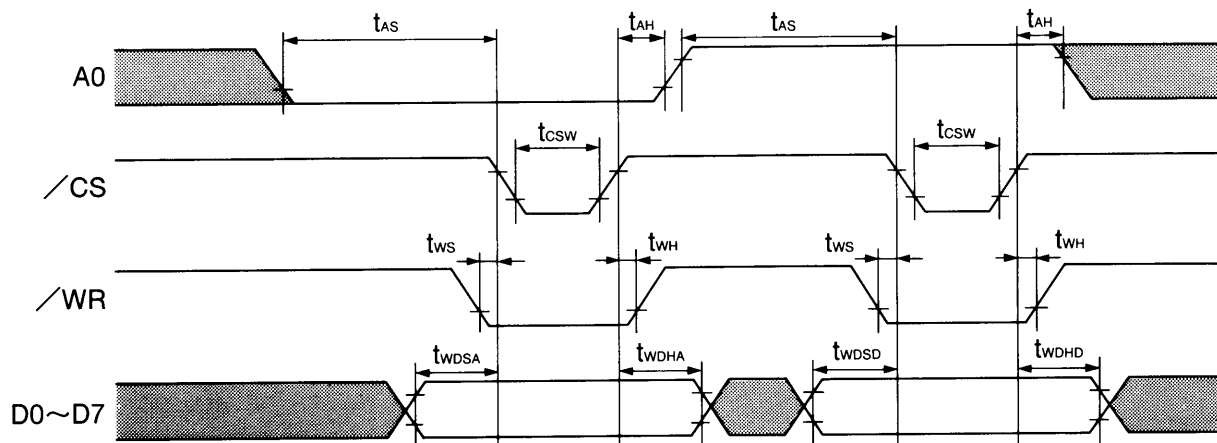 tAS tAH tAS tAH
A0
tCSW tCSW
/CS
tWS tWH tWS tWH
/WR
tWDSA tWDHA tWDSD tWDHD
D0~D7